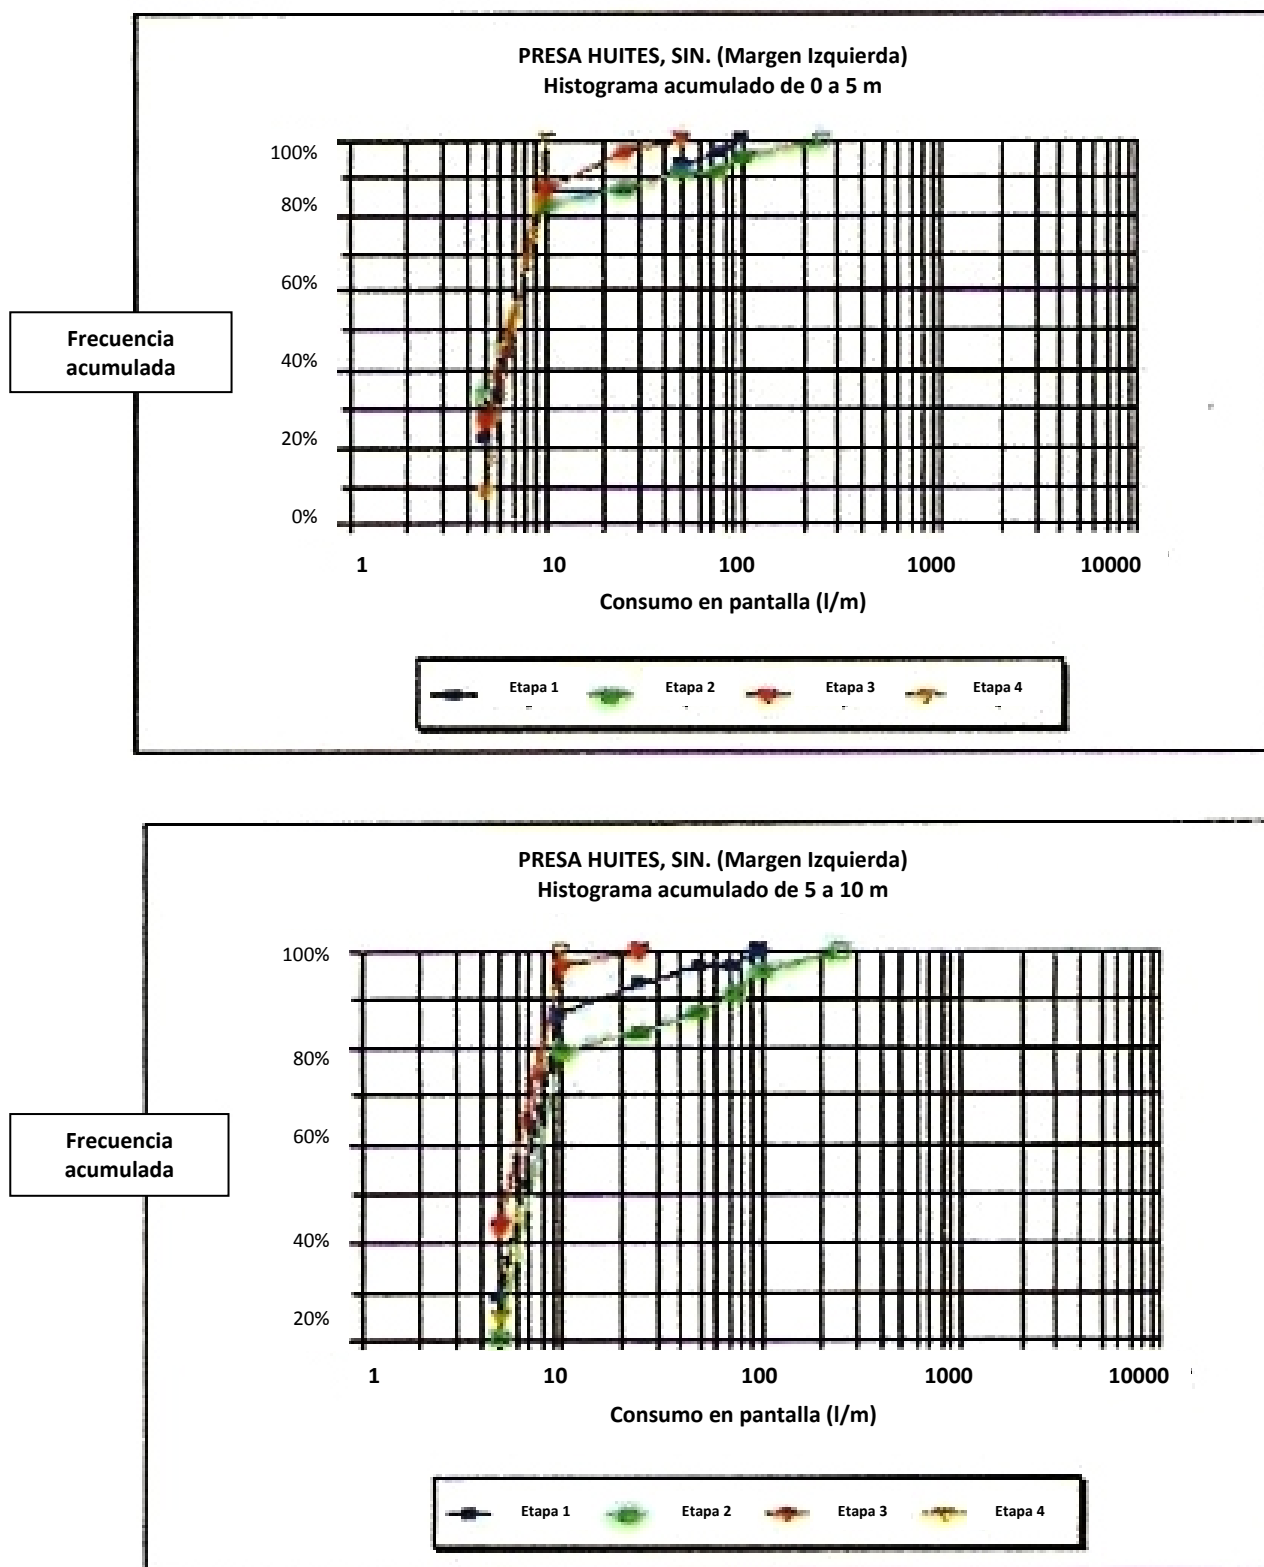 PRESA HUITES, SIN. (Margen Izquierda)
Histograma acumulado de 0 a 5 m
100%
80%
60%
40%
20%
0%
Frecuencia
acumulada
1 10 100 1000 10000
Consumo en pantalla (l/m)
Etapa 1 Etapa 2 Etapa 3 Etapa 4
PRESA HUITES, SIN. (Margen Izquierda)
Histograma acumulado de 5 a 10 m
100%
80%
60%
40%
20%
Frecuencia
acumulada
1 10 100 1000 10000
Consumo en pantalla (l/m)
Etapa 1 Etapa 2 Etapa 3 Etapa 4